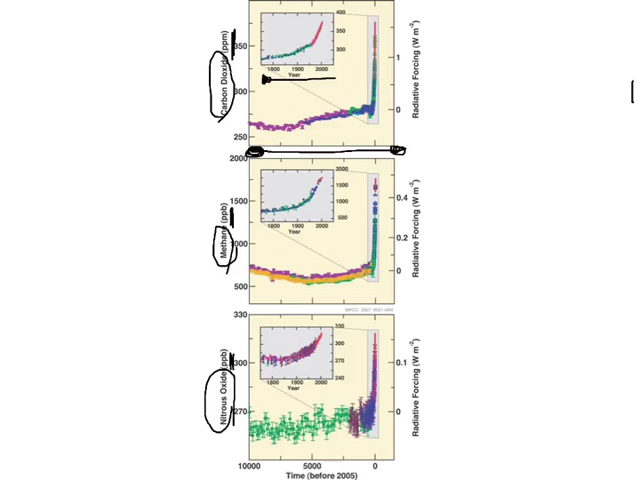 400
350
300
1800 1900 2000
Year
350
300
250
Carbon Dioxide (ppm)
1
0
Radiative Forcing (W m-2)
2000
1500
1000
500
1800 1900 2000
Year
2000
1500
1000
500
Methane (ppb)
0.4
0.2
0
Radiative Forcing (W m-2)
©IPCC 2007: WG1-AR4
330
300
270
240
1800 1900 2000
Year
330
300
270
Nitrous Oxide (ppb)
0.1
0
Radiative Forcing (W m-2)
10000 5000 0
Time (before 2005)